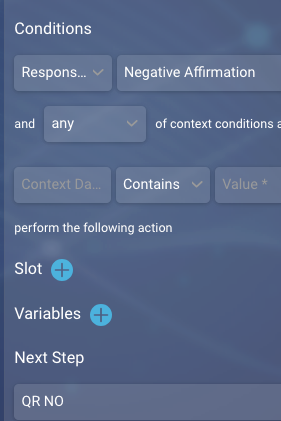 Conditions
Respons... Negative Affirmation
and any of context conditions a
Context Da... Contains Value *
perform the following action
Slot
Variables
Next Step
QR NO